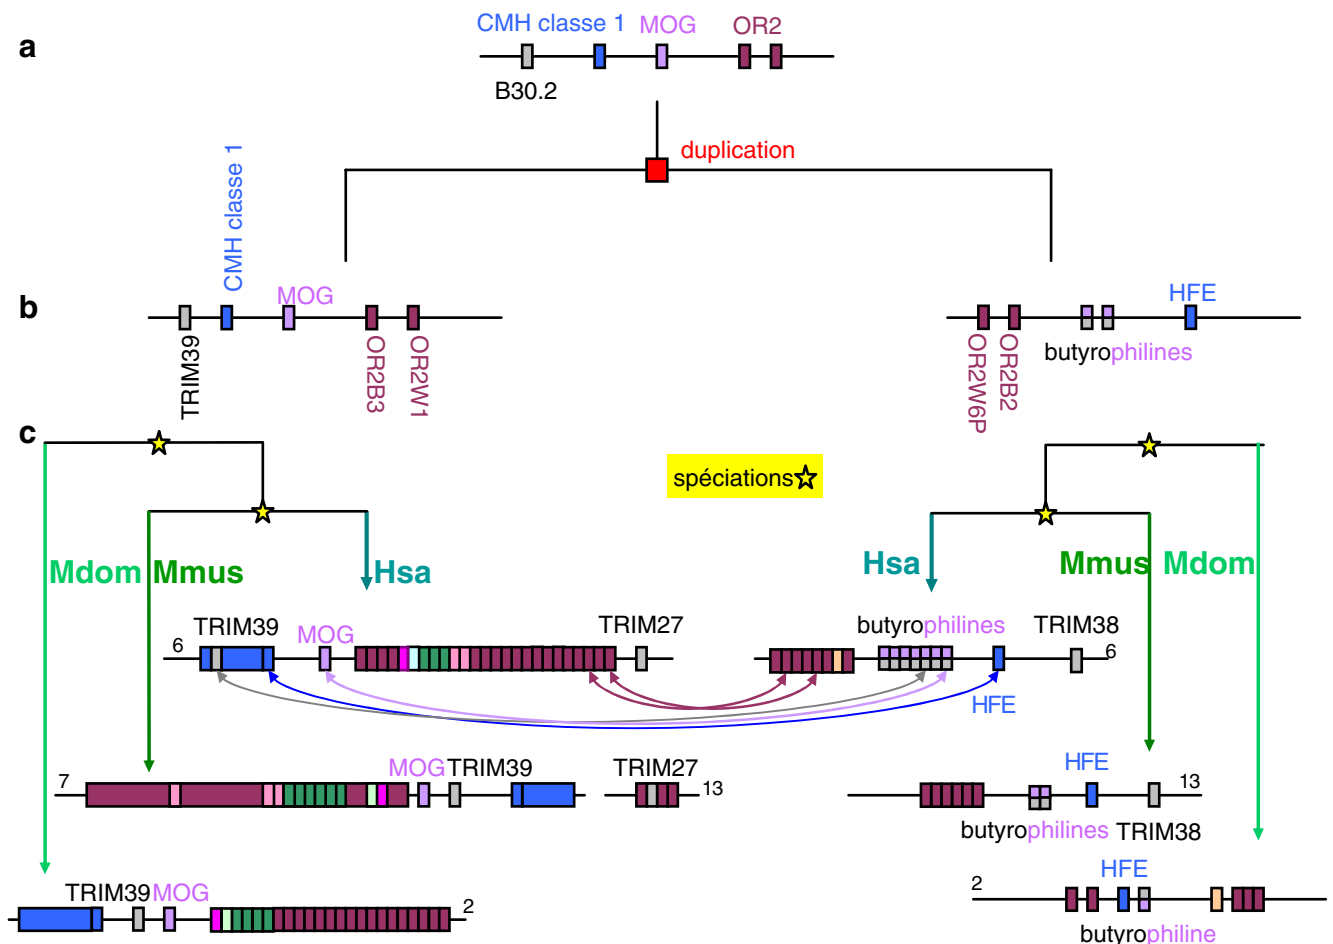 a
CMH classe 1 MOG OR2
B30.2
duplication
CMH classe 1
b
MOG
TRIM39
OR2B3
OR2W1
HFE
OR2W6P
OR2B2
butyrophilines
c
spéciations
Mdom Mmus Hsa
Hsa Mmus Mdom
6 TRIM39 MOG TRIM27
butyrophilines TRIM38 6
HFE
7 MOG TRIM39 TRIM27 13
HFE 13
butyrophilines TRIM38
TRIM39 MOG 2
2 HFE
butyrophiline